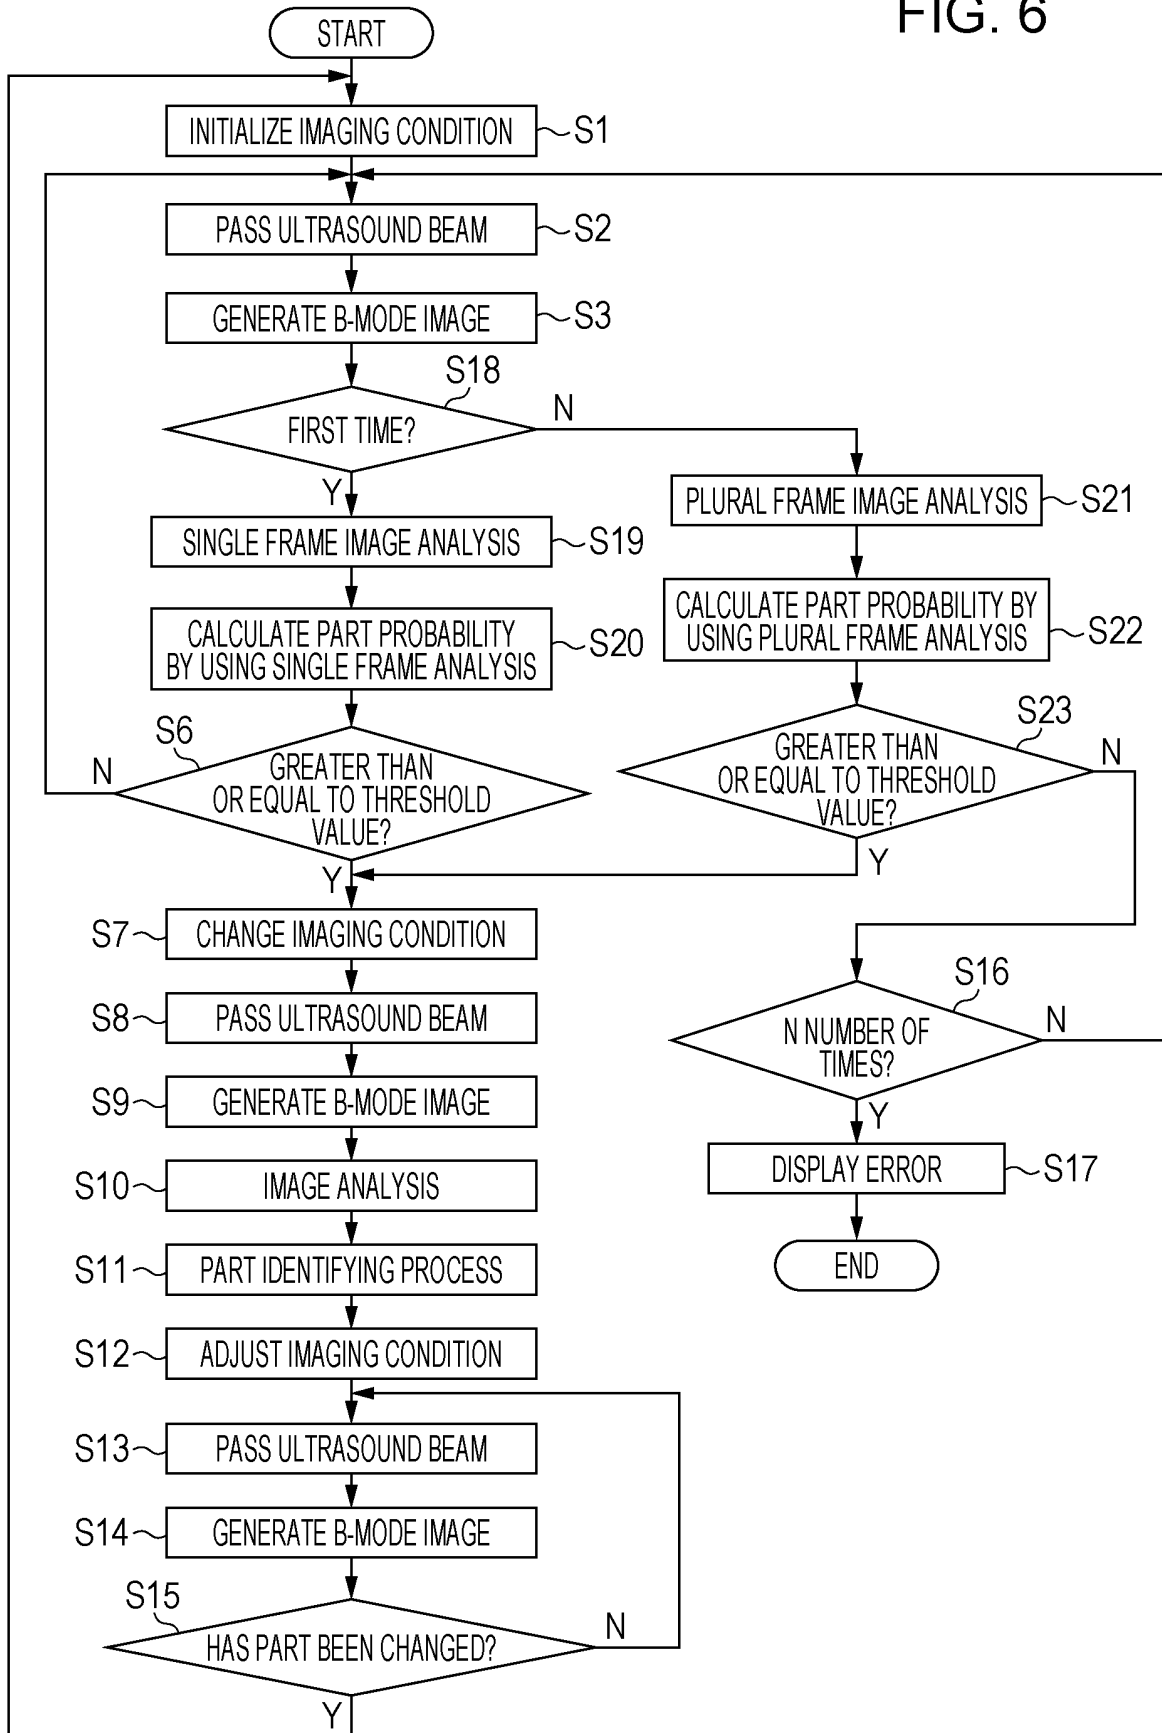 FIG. 6
START
INITIALIZE IMAGING CONDITION
S1
PASS ULTRASOUND BEAM
S2
GENERATE B-MODE IMAGE
S3
S18
FIRST TIME?
N
Y
PLURAL FRAME IMAGE ANALYSIS
S21
SINGLE FRAME IMAGE ANALYSIS
S19
CALCULATE PART PROBABILITY BY
USING PLURAL FRAME ANALYSIS
S22
CALCULATE PART PROBABILITY
BY USING SINGLE FRAME ANALYSIS
S20
S6
N
GREATER THAN
OR EQUAL TO THRESHOLD
VALUE?
Y
S23
GREATER THAN
OR EQUAL TO THRESHOLD
VALUE?
N
Y
S7
CHANGE IMAGING CONDITION
S8
PASS ULTRASOUND BEAM
S16
N NUMBER OF
TIMES?
N
Y
S9
GENERATE B-MODE IMAGE
S10
IMAGE ANALYSIS
DISPLAY ERROR
S17
S11
PART IDENTIFYING PROCESS
END
S12
ADJUST IMAGING CONDITION
S13
PASS ULTRASOUND BEAM
S14
GENERATE B-MODE IMAGE
S15
HAS PART BEEN CHANGED?
N
Y